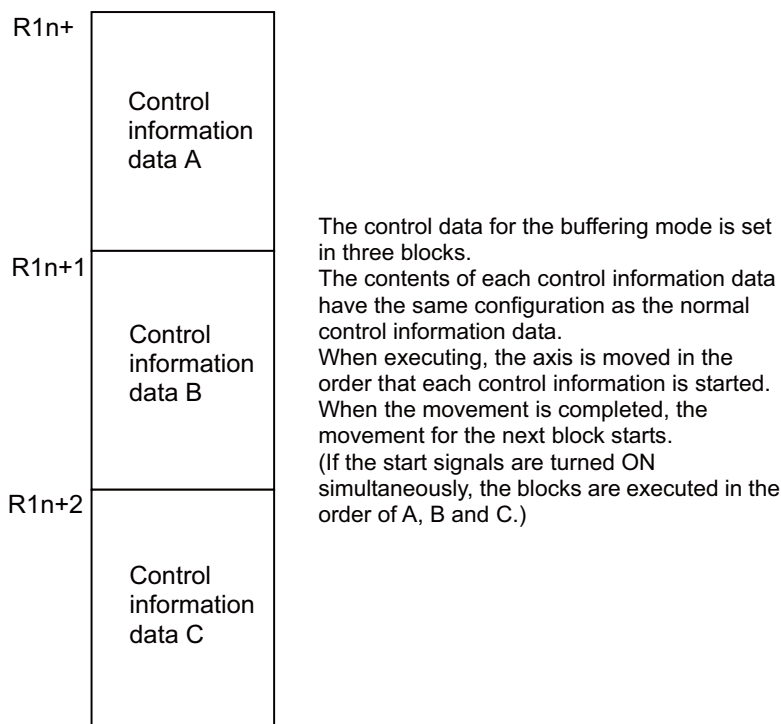 R1n+
Control
information
data A
R1n+1
Control
information
data B
R1n+2
Control
information
data C
The control data for the buffering mode is set
in three blocks.
The contents of each control information data
have the same configuration as the normal
control information data.
When executing, the axis is moved in the
order that each control information is started.
When the movement is completed, the
movement for the next block starts.
(If the start signals are turned ON
simultaneously, the blocks are executed in the
order of A, B and C.)